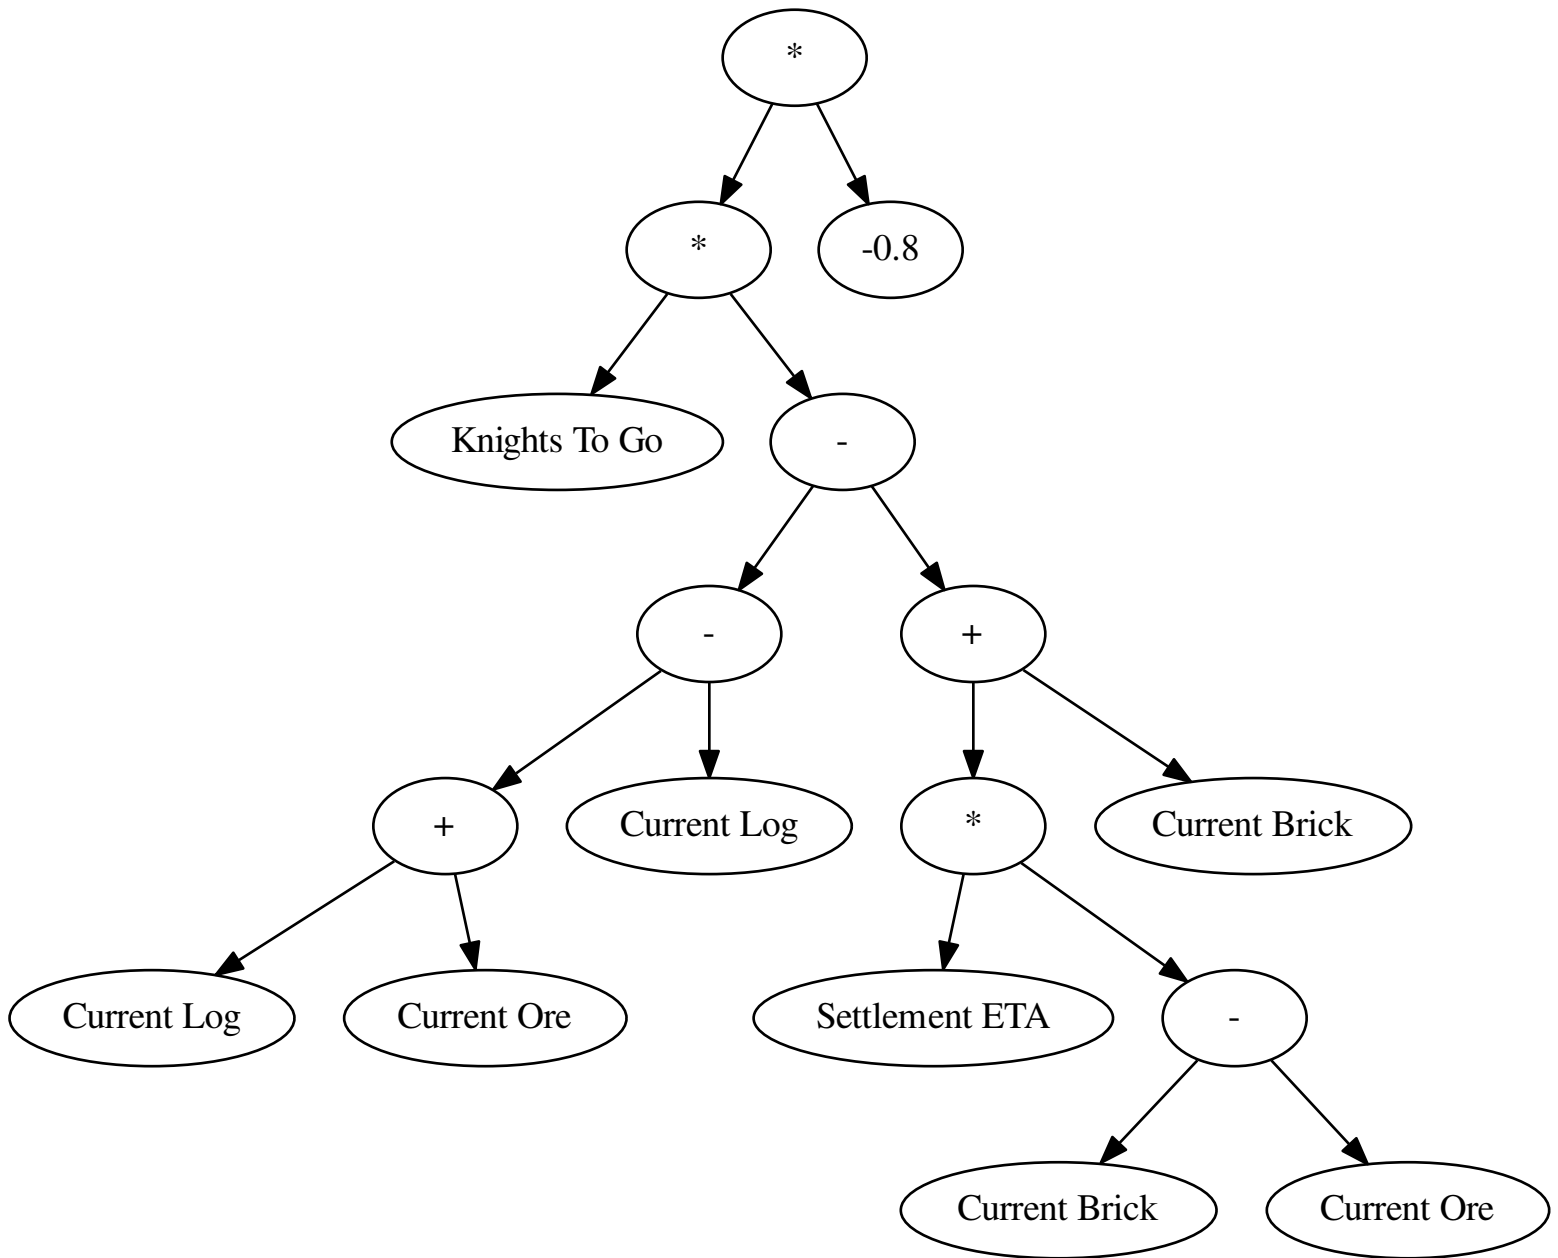 *
*
-0.8
Knights To Go
-
-
+
+
Current Log
*
Current Brick
Current Log
Current Ore
Settlement ETA
-
Current Brick
Current Ore